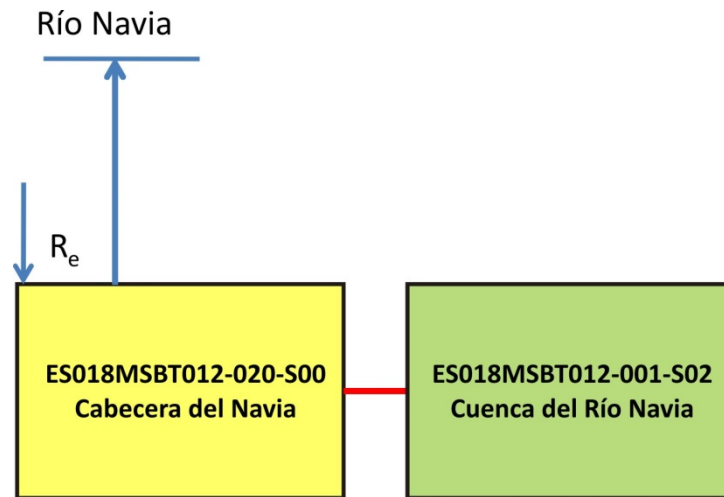 Río Navia
Re
ES018MSBT012-020-S00
Cabecera del Navia
ES018MSBT012-001-S02
Cuenca del Río Navia